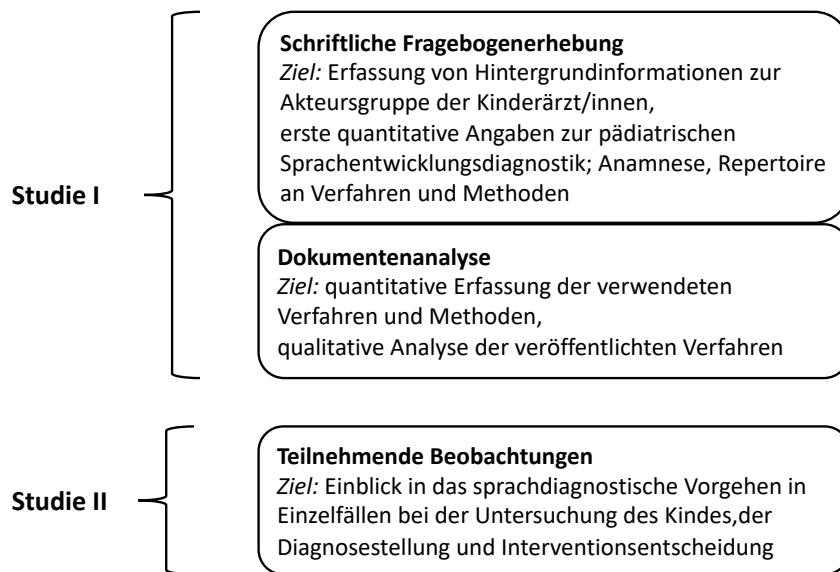 Schriftliche Fragebogenerhebung
Ziel: Erfassung von Hintergrundinformationen zur
Akteursgruppe der Kinderärzt/innen,
erste quantitative Angaben zur pädiatrischen
Sprachentwicklungsdiagnostik; Anamnese, Repertoire
an Verfahren und Methoden
Studie I
Dokumentenanalyse
Ziel: quantitative Erfassung der verwendeten
Verfahren und Methoden,
qualitative Analyse der veröffentlichten Verfahren
Teilnehmende Beobachtungen
Ziel: Einblick in das sprachdiagnostische Vorgehen in
Einzelfällen bei der Untersuchung des Kindes,der
Diagnosestellung und Interventionsentscheidung
Studie II